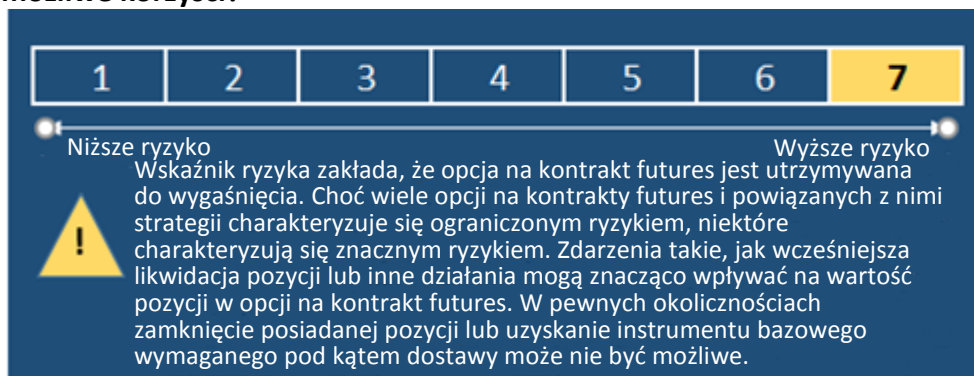 możliwe korzyści?
1 2 3 4 5 6 7
Niższe ryzyko Wyższe ryzyko
Wskaźnik ryzyka zakłada, że opcja na kontrakt futures jest utrzymywana
do wygaśnięcia. Choć wiele opcji na kontrakty futures i powiązanych z nimi
strategii charakteryzuje się ograniczonym ryzykiem, niektóre
! charakteryzują się znacznym ryzykiem. Zdarzenia takie, jak wcześniejsza
likwidacja pozycji lub inne działania mogą znacząco wpływać na wartość
pozycji w opcji na kontrakt futures. W pewnych okolicznościach
zamknięcie posiadanej pozycji lub uzyskanie instrumentu bazowego
wymaganego pod kątem dostawy może nie być możliwe.